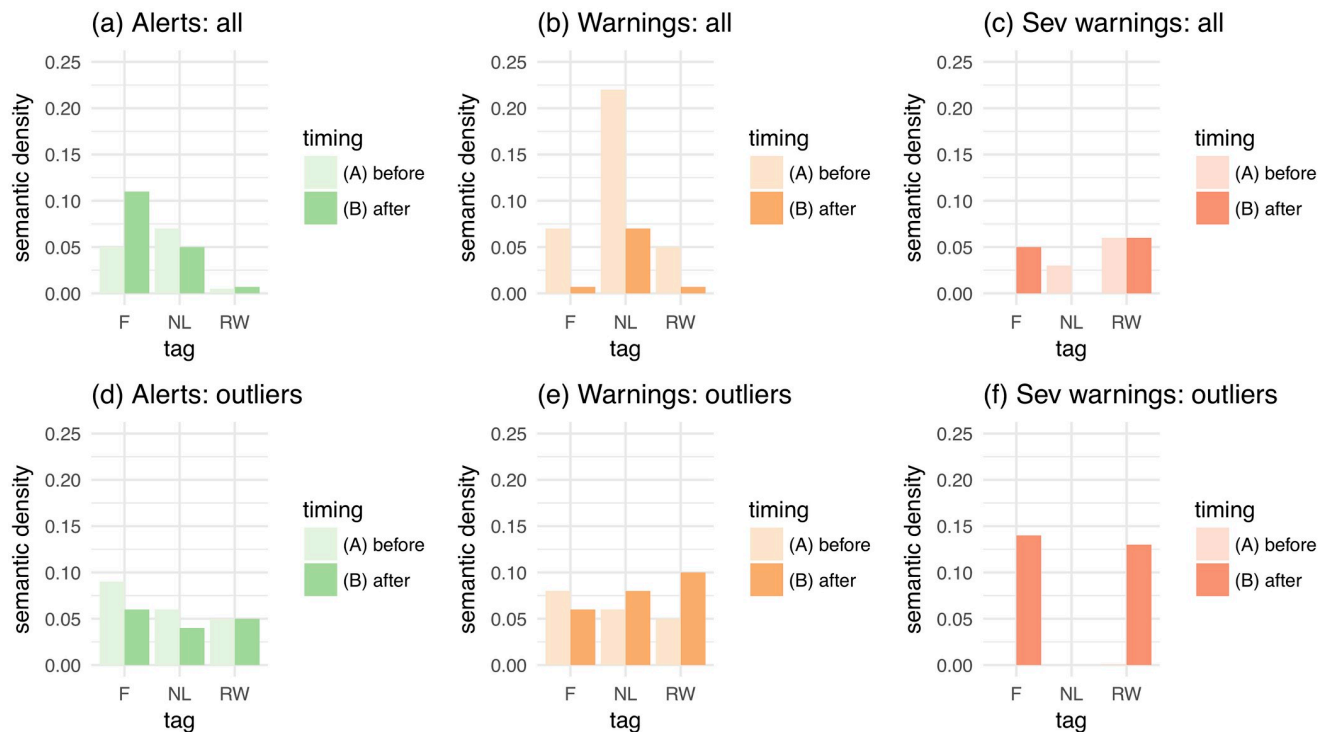 (a) Alerts: all
semantic density
0.25
0.20
0.15
0.10
0.05
0.00
F NL RW
tag
timing
(A) before
(B) after
(b) Warnings: all
semantic density
0.25
0.20
0.15
0.10
0.05
0.00
F NL RW
tag
timing
(A) before
(B) after
(c) Sev warnings: all
semantic density
0.25
0.20
0.15
0.10
0.05
0.00
F NL RW
tag
timing
(A) before
(B) after
(d) Alerts: outliers
semantic density
0.25
0.20
0.15
0.10
0.05
0.00
F NL RW
tag
timing
(A) before
(B) after
(e) Warnings: outliers
semantic density
0.25
0.20
0.15
0.10
0.05
0.00
F NL RW
tag
timing
(A) before
(B) after
(f) Sev warnings: outliers
semantic density
0.25
0.20
0.15
0.10
0.05
0.00
F NL RW
tag
timing
(A) before
(B) after